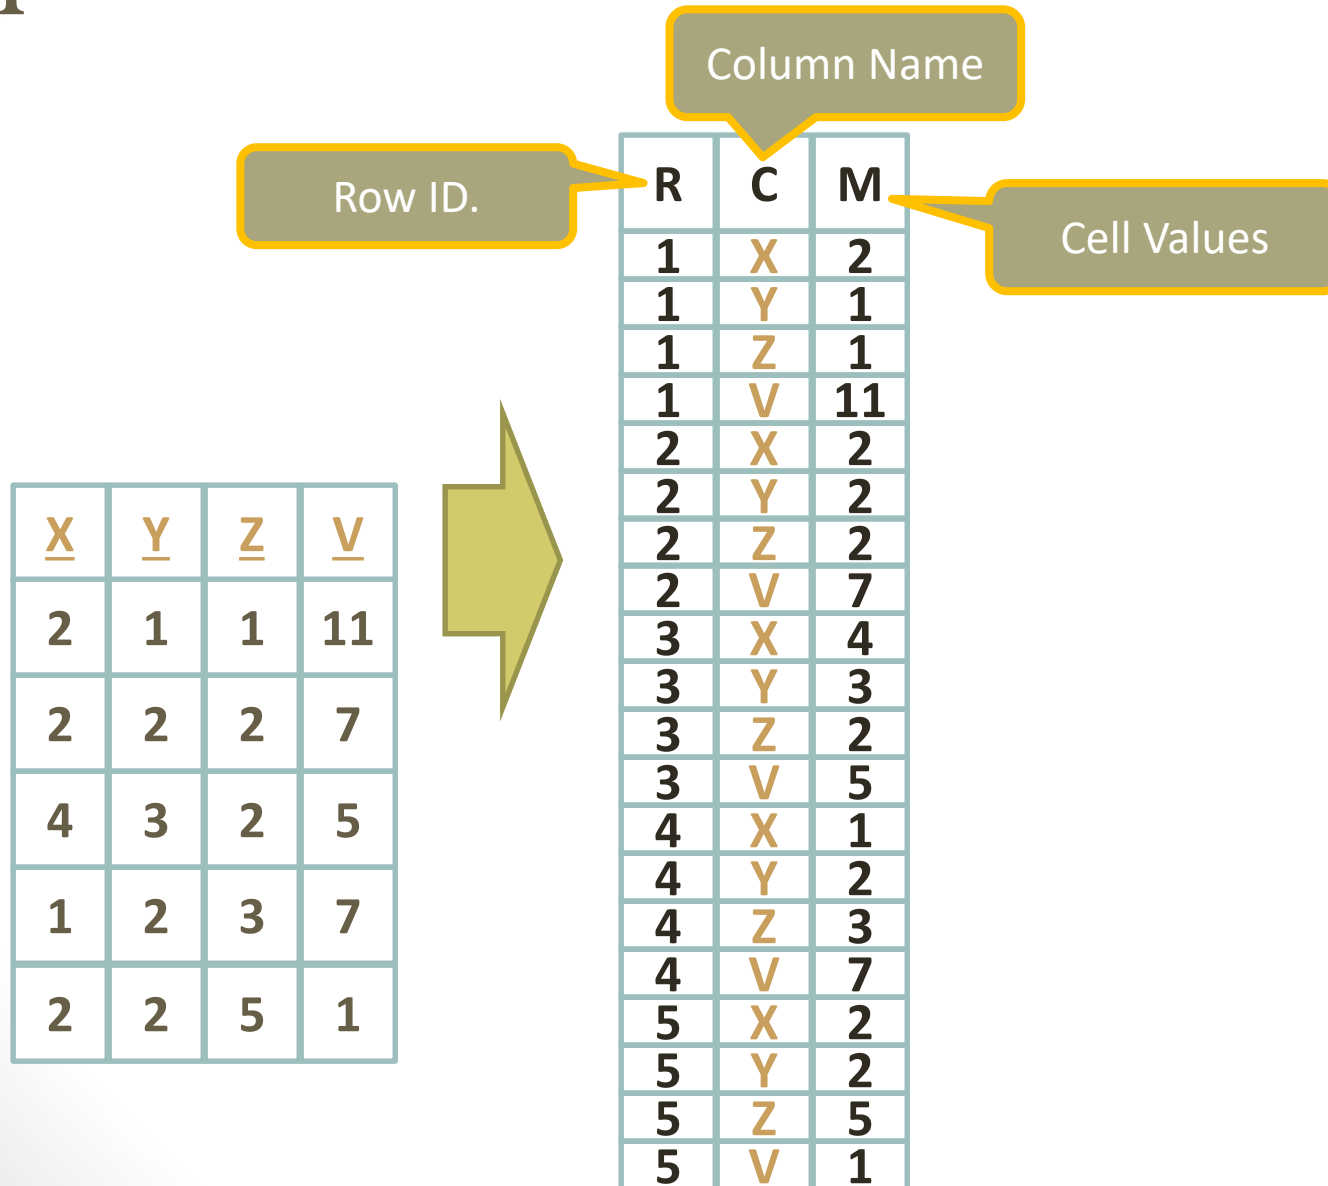 Column Name
Row ID.
Cell Values
R C M
1 X 2
1 Y 1
1 Z 1
1 V 11
2 X 2
2 Y 2
2 Z 2
2 V 7
3 X 4
3 Y 3
3 Z 2
3 V 5
4 X 1
4 Y 2
4 Z 3
4 V 7
5 X 2
5 Y 2
5 Z 5
5 V 1
X Y Z V
2 1 1 11
2 2 2 7
4 3 2 5
1 2 3 7
2 2 5 1